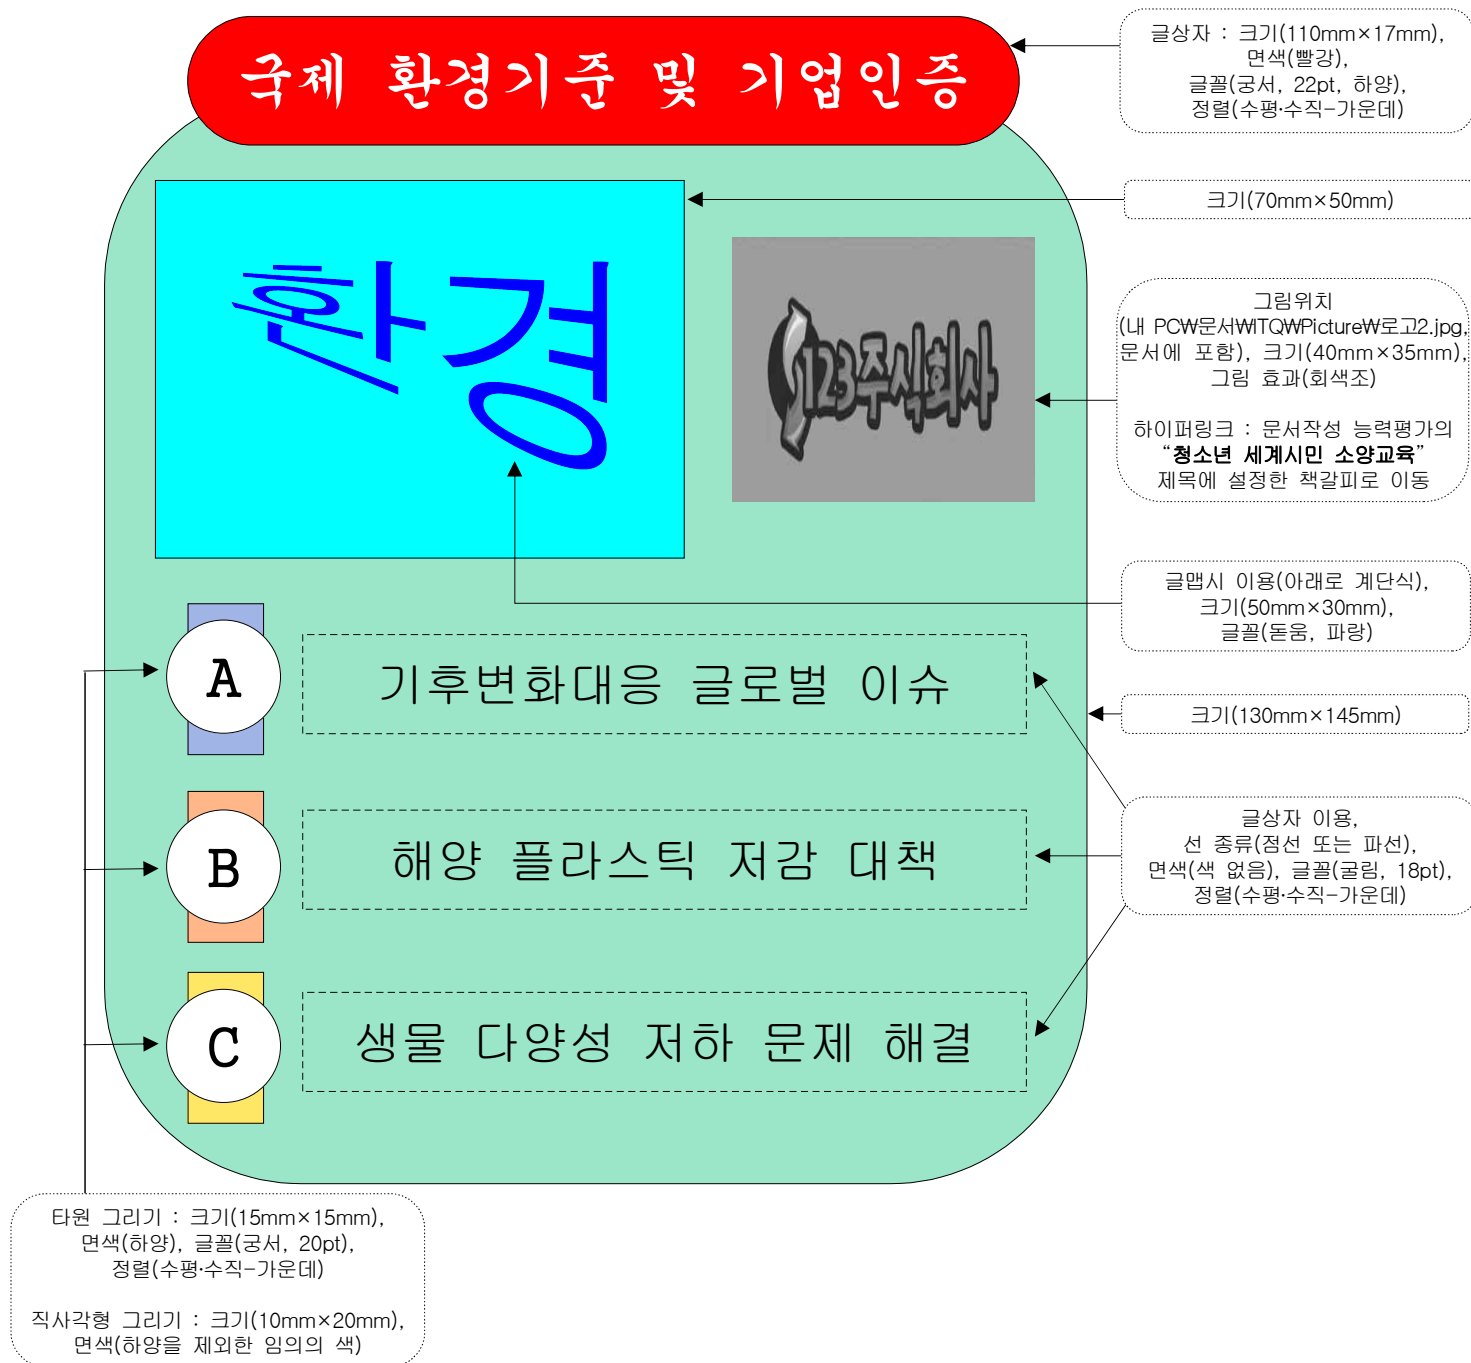 국제 환경기준 및 기업인증
글상자 : 크기(110mm×17mm),
면색(빨강),
글꼴(궁서, 22pt, 하양),
정렬(수평·수직-가운데)
크기(70mm×50mm)
환경
123주식회사
그림위치
(내 PC₩문서₩ITQ₩Picture₩로고2.jpg,
문서에 포함), 크기(40mm×35mm),
그림 효과(회색조)
하이퍼링크 : 문서작성 능력평가의
“청소년 세계시민 소양교육”
제목에 설정한 책갈피로 이동
글맵시 이용(아래로 계단식),
크기(50mm×30mm),
글꼴(돋움, 파랑)
A
기후변화대응 글로벌 이슈
크기(130mm×145mm)
B
해양 플라스틱 저감 대책
글상자 이용,
선 종류(점선 또는 파선),
면색(색 없음), 글꼴(굴림, 18pt),
정렬(수평·수직-가운데)
C
생물 다양성 저하 문제 해결
타원 그리기 : 크기(15mm×15mm),
면색(하양), 글꼴(궁서, 20pt),
정렬(수평·수직-가운데)
직사각형 그리기 : 크기(10mm×20mm),
면색(하양을 제외한 임의의 색)